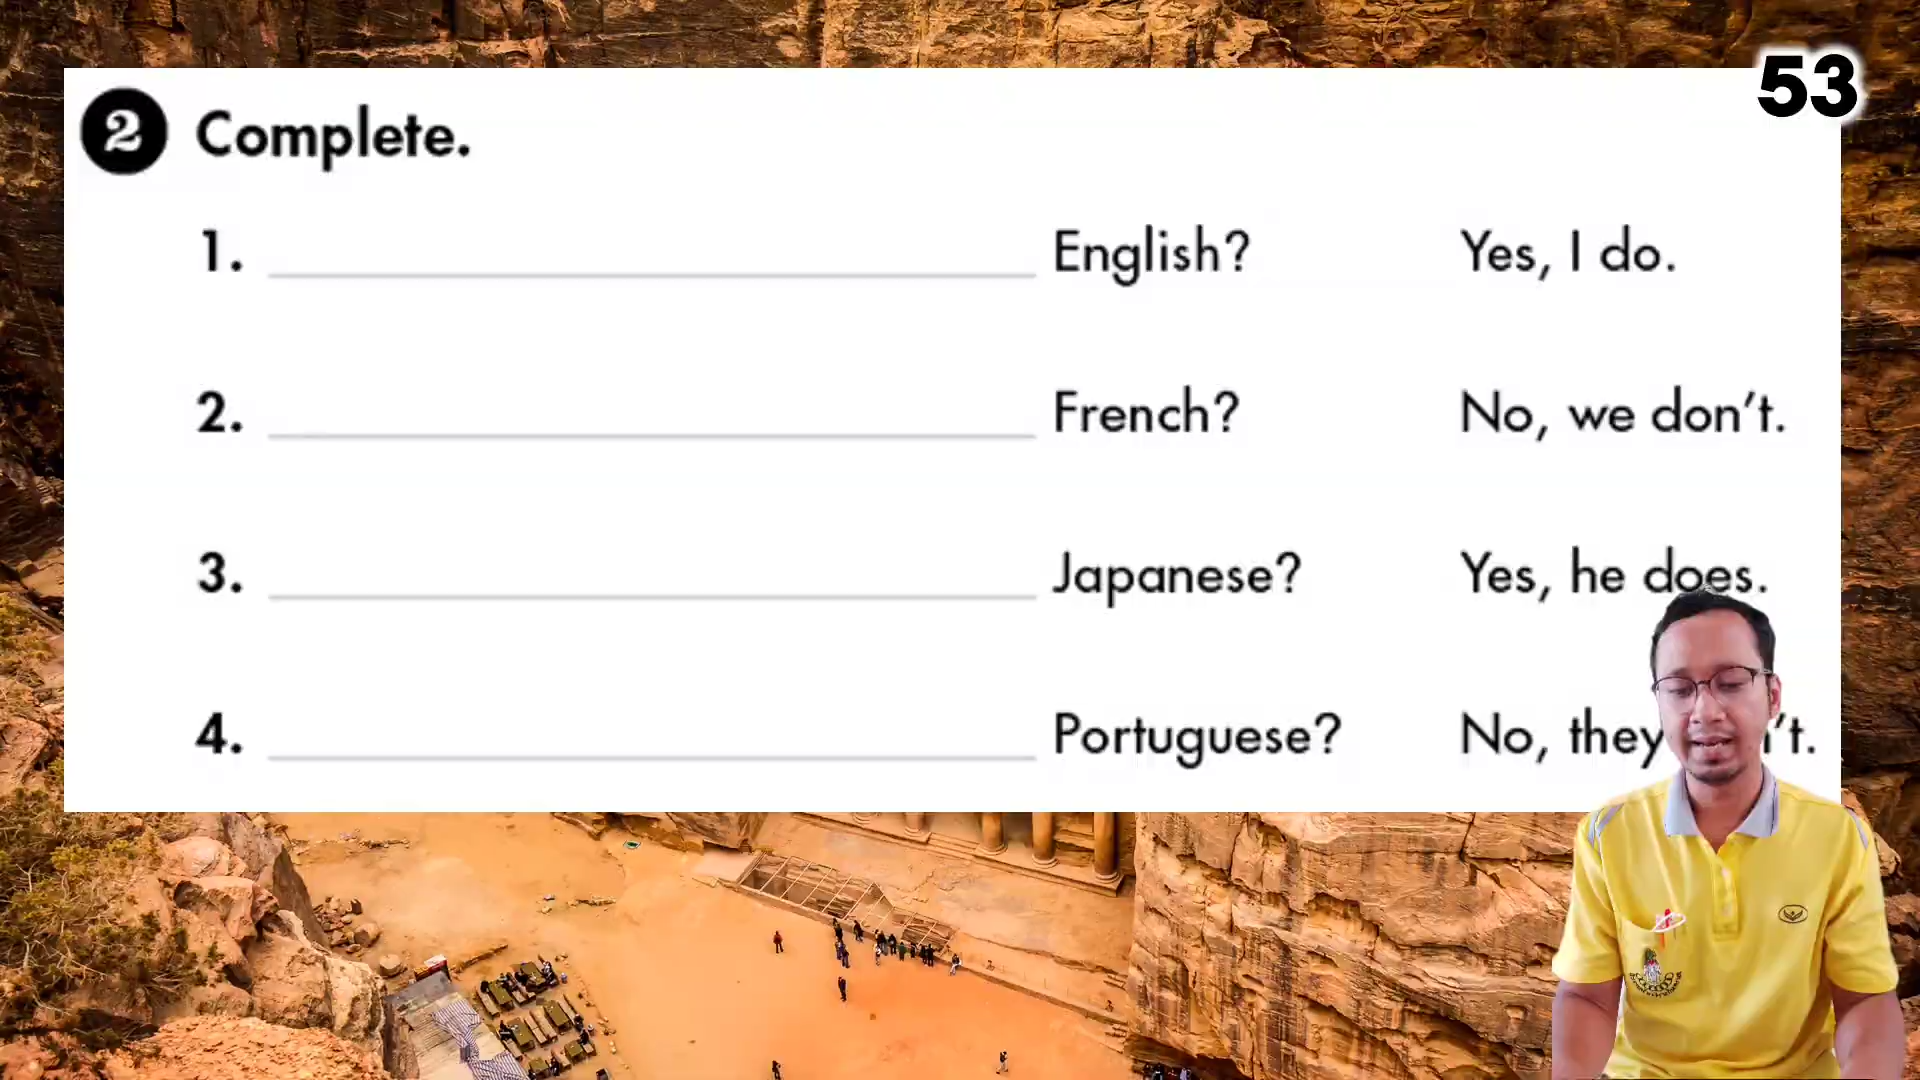 53
2 Complete.
1. English? Yes, I do.
2. French? No, we don't.
3. Japanese? Yes, he does.
4. Portuguese? No, they